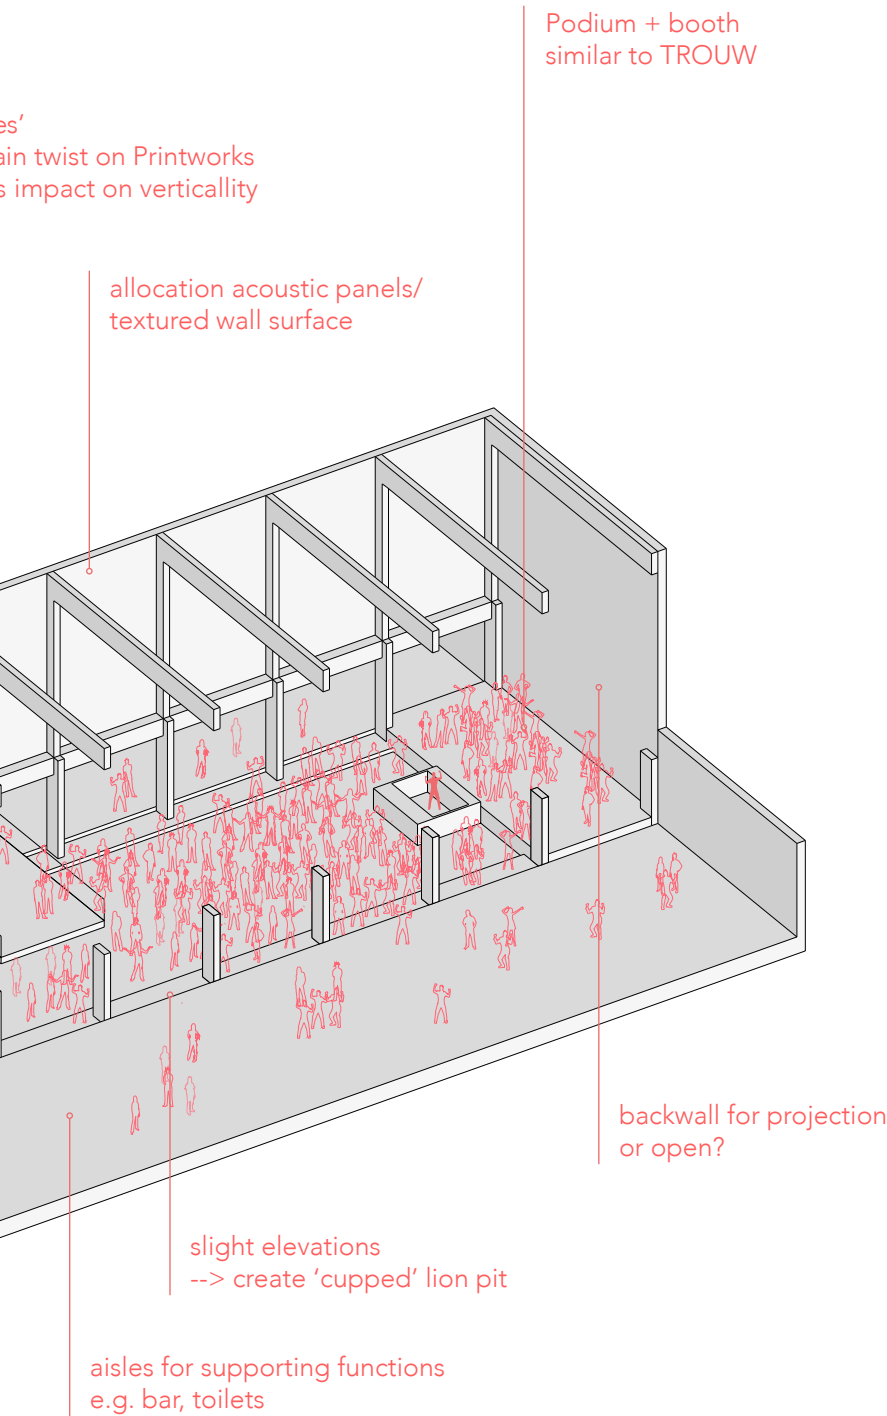 Podium + booth
similar to TROUW
es’
ain twist on Printworks
s impact on verticallity
allocation acoustic panels/
textured wall surface
backwall for projection
or open?
slight elevations
--> create ‘cupped’ lion pit
aisles for supporting functions
e.g. bar, toilets